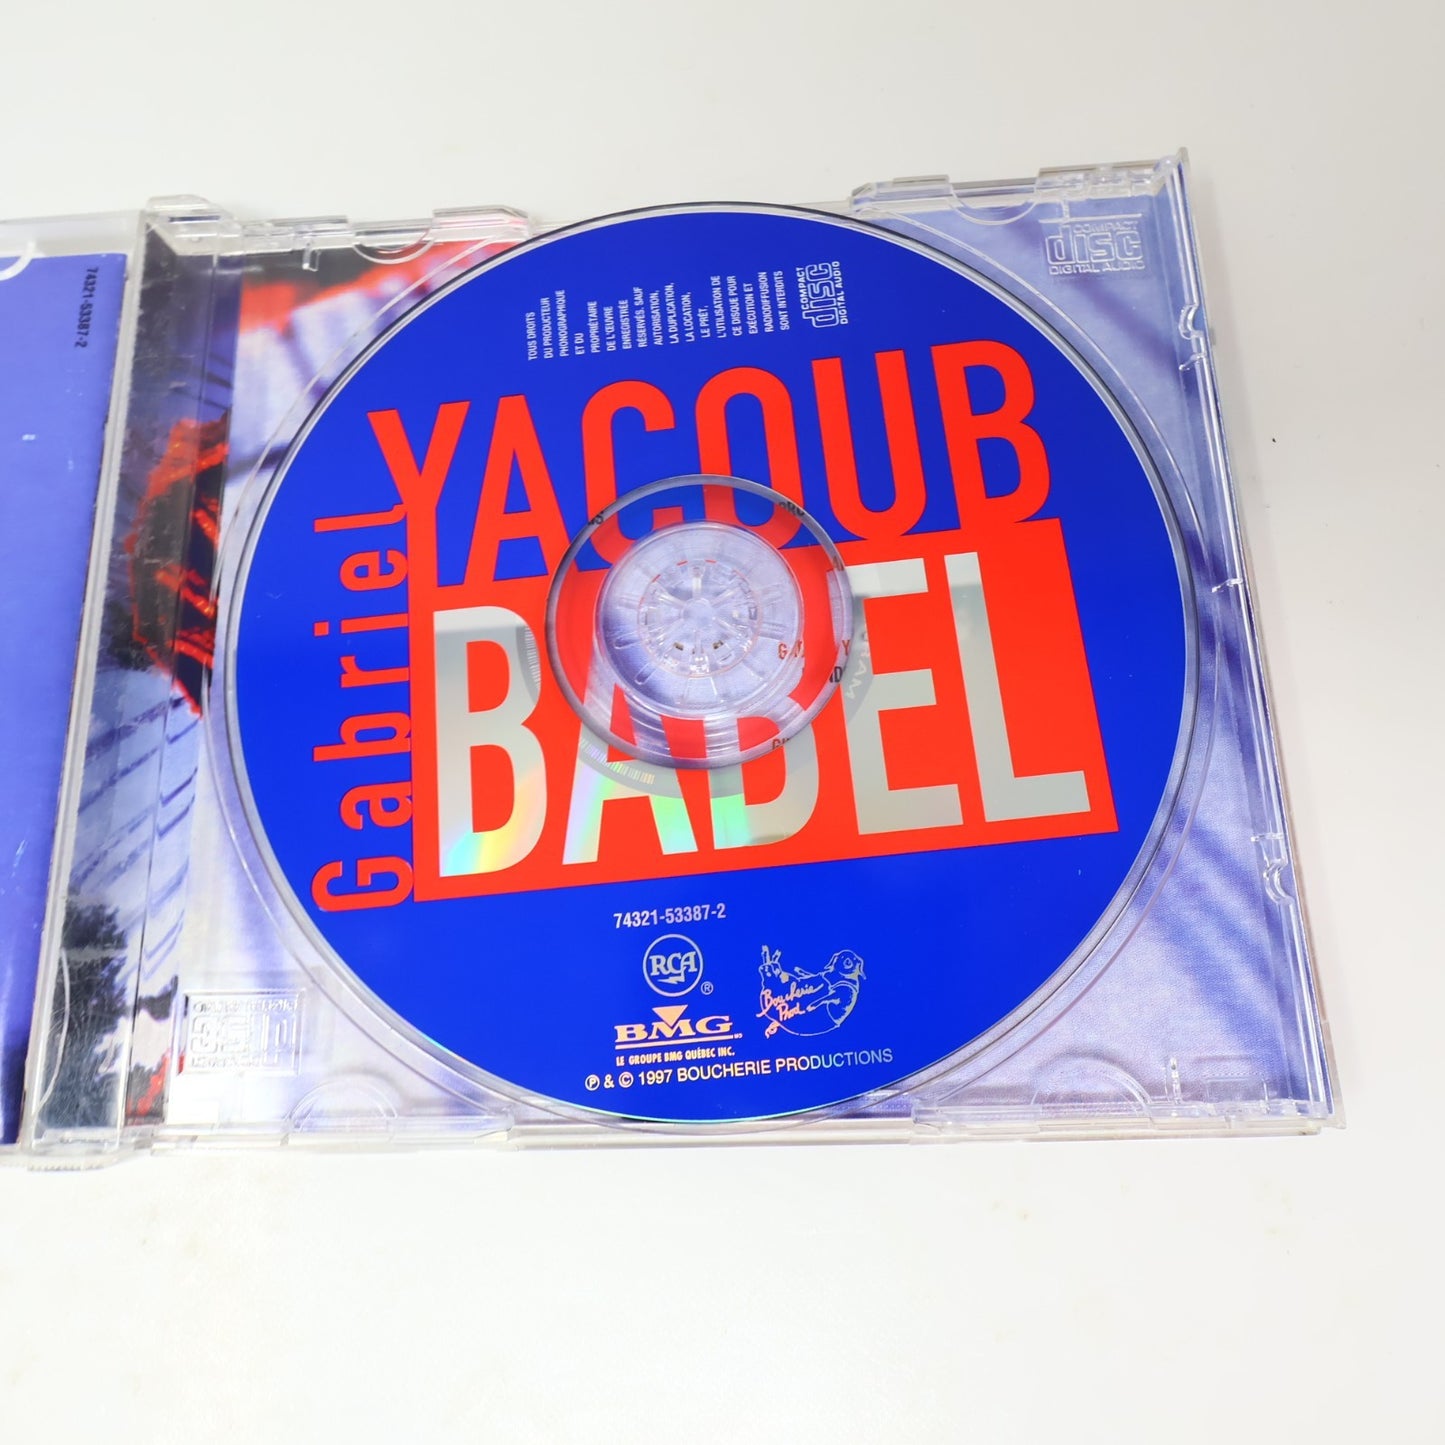 74321-53387-2
COMPACT
disc
DIGITAL AUDIO
TOUS DROITS
DU PRODUCTEUR
PHONOGRAPHIQUE
ET DU
PROPRIÉTAIRE
DE L'ŒUVRE
ENREGISTRÉE
RÉSERVÉS. SAUF
AUTORISATION,
LA DUPLICATION,
LA LOCATION,
LE PRÊT,
L'UTILISATION DE
CE DISQUE POUR
EXÉCUTION ET
RADIODIFFUSION
SONT INTERDITS
COMPACT
disc
DIGITAL AUDIO
GabrieL
YACOUB
BABEL
74321-53387-2
RCA
®
BMG
LE GROUPE BMG QUÉBEC INC.
Boucherie
Prod.
℗ & © 1997 BOUCHERIE PRODUCTIONS